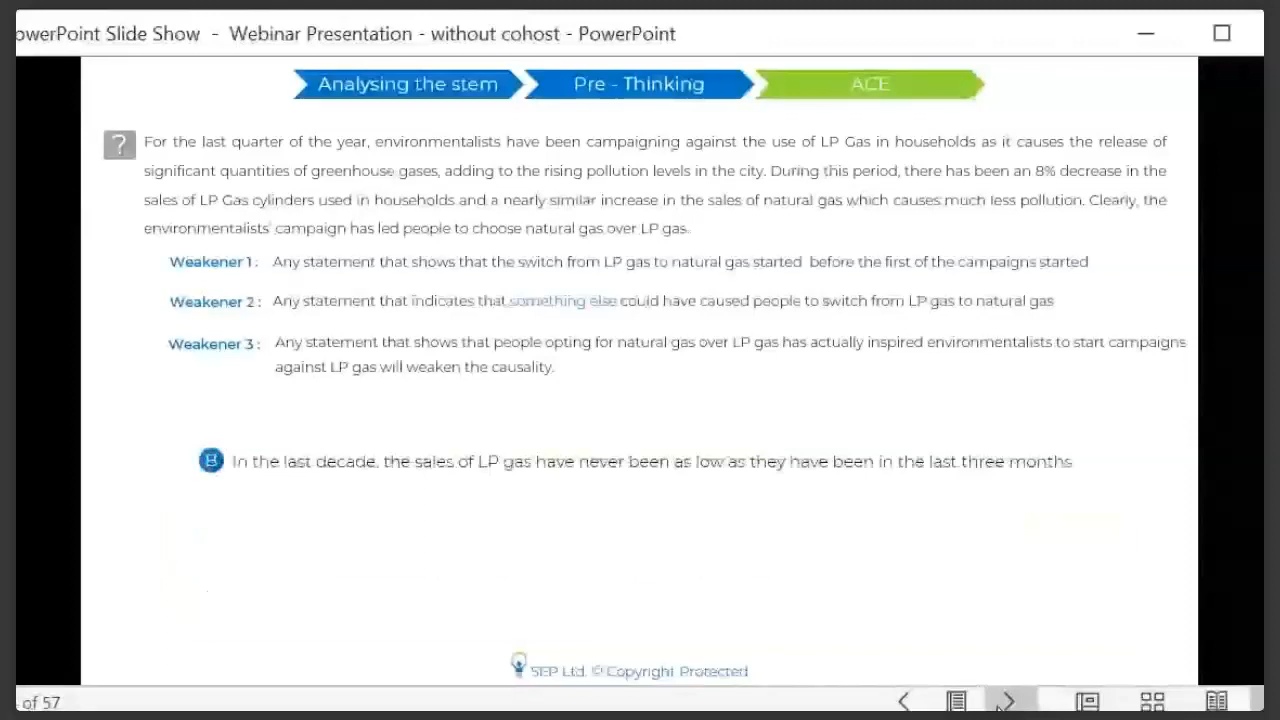 owerPoint Slide Show - Webinar Presentation - without cohost - PowerPoint
Analysing the stem
Pre - Thinking
ACE
?
For the last quarter of the year, environmentalists have been campaigning against the use of LP Gas in households as it causes the release of
significant quantities of greenhouse gases, adding to the rising pollution levels in the city. During this period, there has been an 8% decrease in the
sales of LP Gas cylinders used in households and a nearly similar increase in the sales of natural gas which causes much less pollution. Clearly, the
environmentalists' campaign has led people to choose natural gas over LP gas.
Weakener 1 : Any statement that shows that the switch from LP gas to natural gas started before the first of the campaigns started
Weakener 2 : Any statement that indicates that something else could have caused people to switch from LP gas to natural gas
Weakener 3 : Any statement that shows that people opting for natural gas over LP gas has actually inspired environmentalists to start campaigns
against LP gas will weaken the causality.
B In the last decade, the sales of LP gas have never been as low as they have been in the last three months
STEP Ltd. © Copyright Protected
of 57